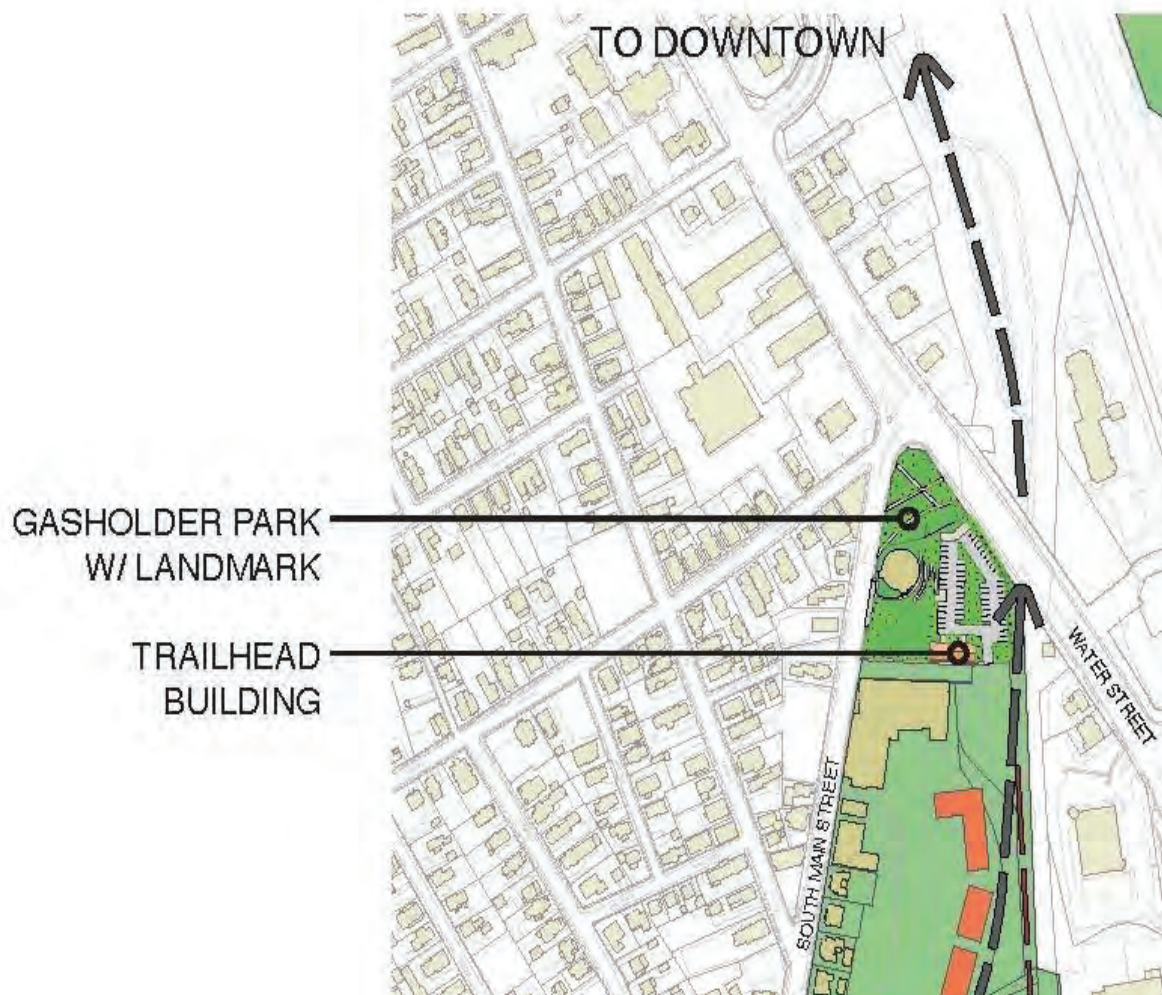 TO DOWNTOWN
GASHOLDER PARK
W/ LANDMARK
TRAILHEAD
BUILDING
WATER STREET
SOUTH MAIN STREET